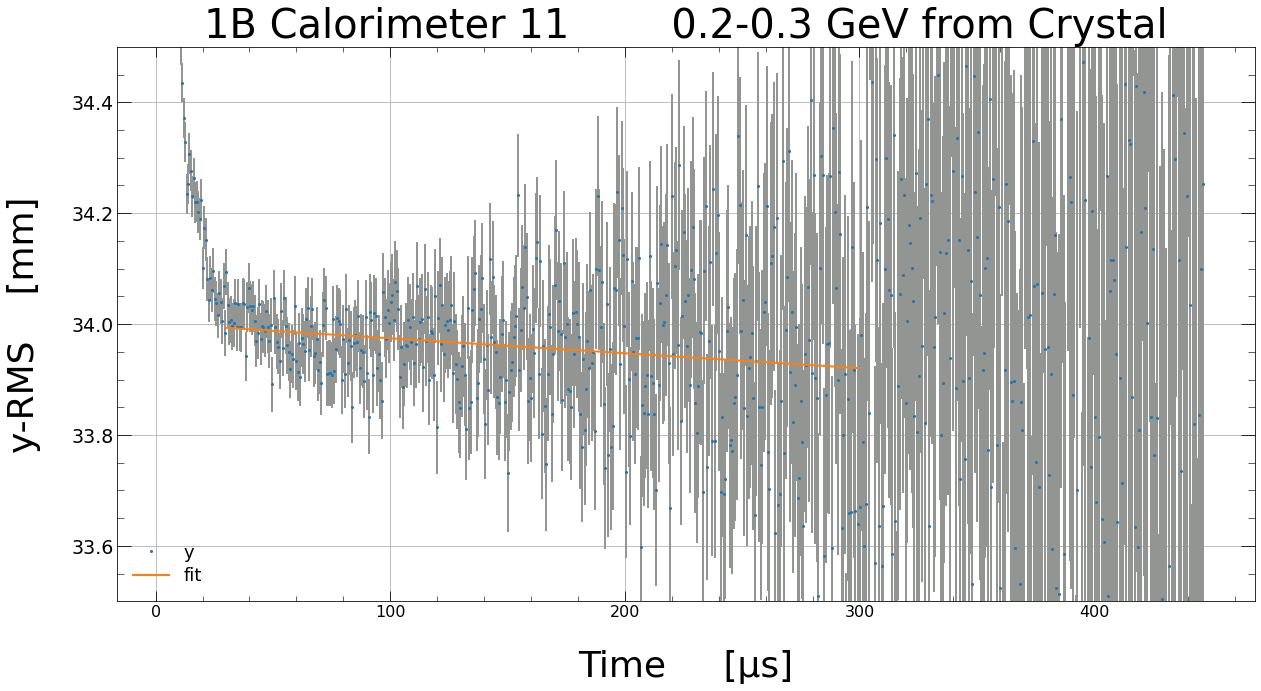 1B Calorimeter 11 0.2-0.3 GeV from Crystal
y-RMS [mm]
34.4
34.2
34.0
33.8
33.6
y
fit
0 100 200 300 400
Time [µs]